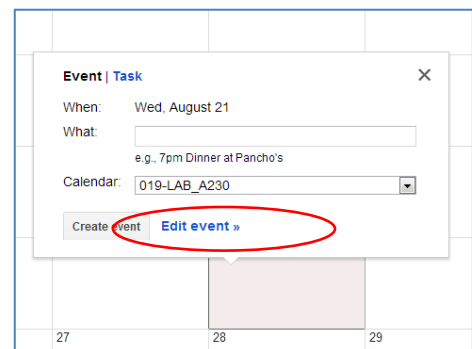 Event | Task
When: Wed, August 21
What:
e.g., 7pm Dinner at Pancho's
Calendar: 019-LAB_A230
Create event Edit event »
27 28 29